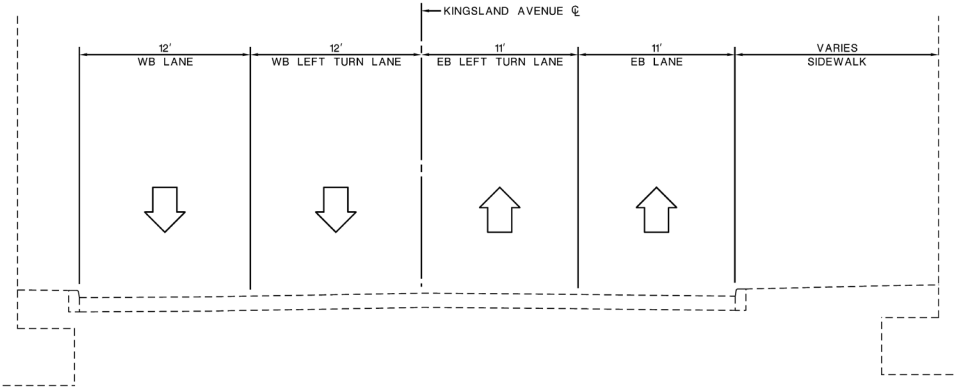 KINGSLAND AVENUE ℄
12' 12' 11' 11' VARIES
WB LANE WB LEFT TURN LANE EB LEFT TURN LANE EB LANE SIDEWALK